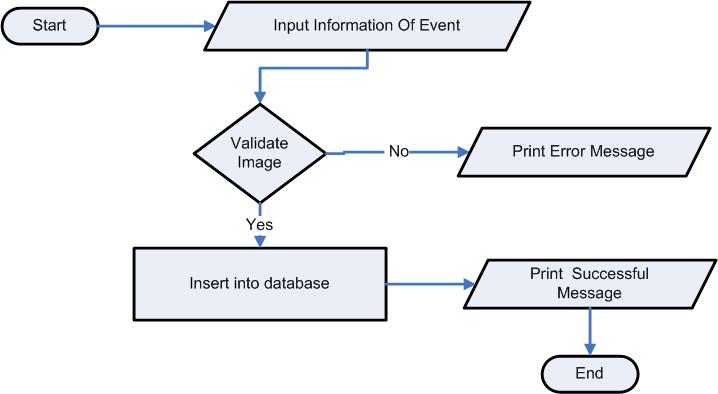 Start
Input Information Of Event
Validate
Image
No
Print Error Message
Yes
Insert into database
Print Successful
Message
End